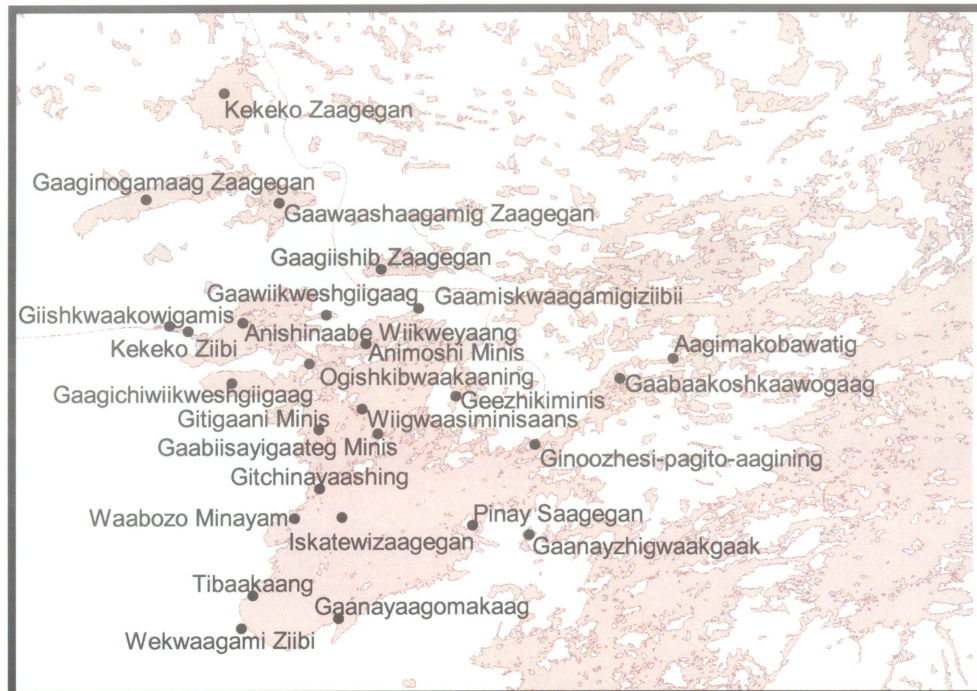 Kekeko Zaagegan
Gaaginogamaag Zaagegan
Gaawaashaagamig Zaagegan
Gaagiishib Zaagegan
Gaawiikweshgiigaag
Gaamiskwaagamigiziibii
Giishkwaakowigamis
Anishinaabe Wiikweyaang
Kekeko Ziibi
Animoshi Minis
Aagimakobawatig
Ogishkibwaakaaning
Gaabaakoshkaawogaag
Gaagichiwiikweshgiigaag
Geezhikiminis
Gitigaani Minis
Wiigwaasiminisaans
Gaabiisayigaateg Minis
Ginoozhesi-pagito-aagining
Gitchinayaashing
Waabozo Minayam
Pinay Saagegan
Iskatewizaagegan
Gaanayzhigwaakgaak
Tibaakaang
Gaanayaagomakaag
Wekwaagami Ziibi